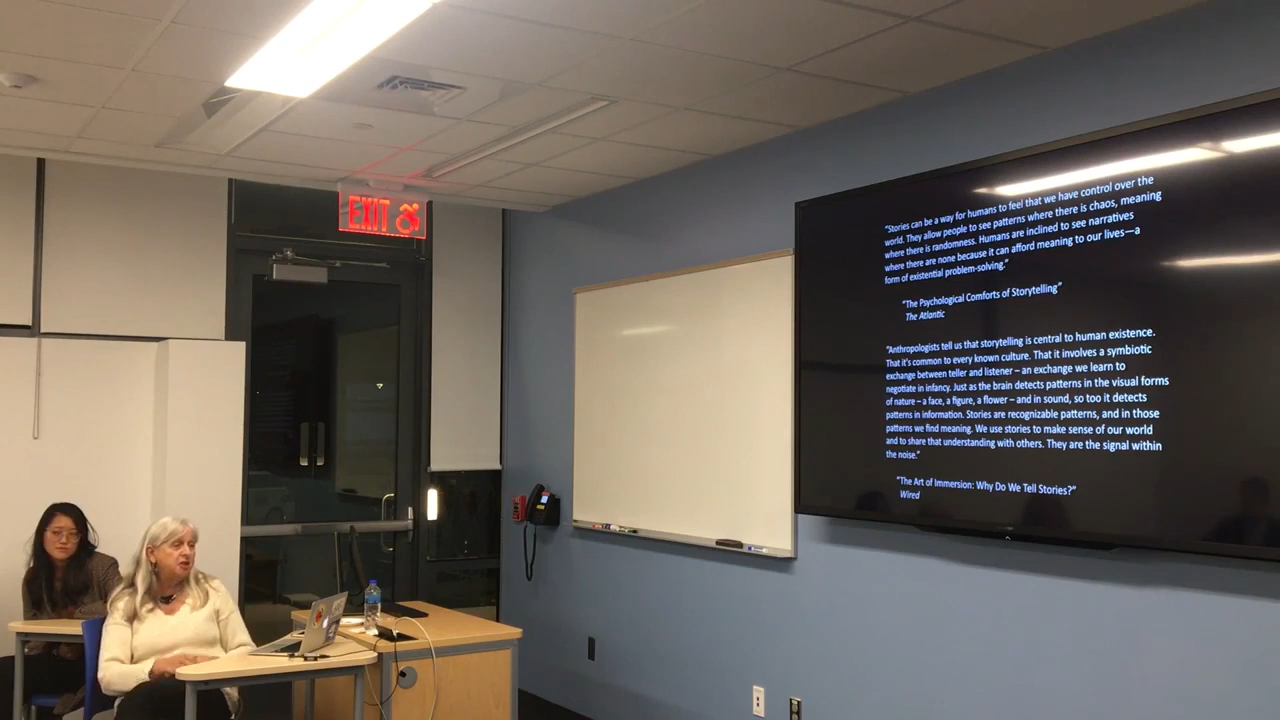 EXIT
“Stories can be a way for humans to feel that we have control over the
world. They allow people to see patterns where there is chaos, meaning
where there is randomness. Humans are inclined to see narratives
where there are none because it can afford meaning to our lives—a
form of existential problem-solving.”
“The Psychological Comforts of Storytelling”
The Atlantic
“Anthropologists tell us that storytelling is central to human existence.
That it’s common to every known culture. That it involves a symbiotic
exchange between teller and listener – an exchange we learn to
negotiate in infancy. Just as the brain detects patterns in the visual forms
of nature – a face, a figure, a flower – and in sound, so too it detects
patterns in information. Stories are recognizable patterns, and in those
patterns we find meaning. We use stories to make sense of our world
and to share that understanding with others. They are the signal within
the noise.”
“The Art of Immersion: Why Do We Tell Stories?”
Wired